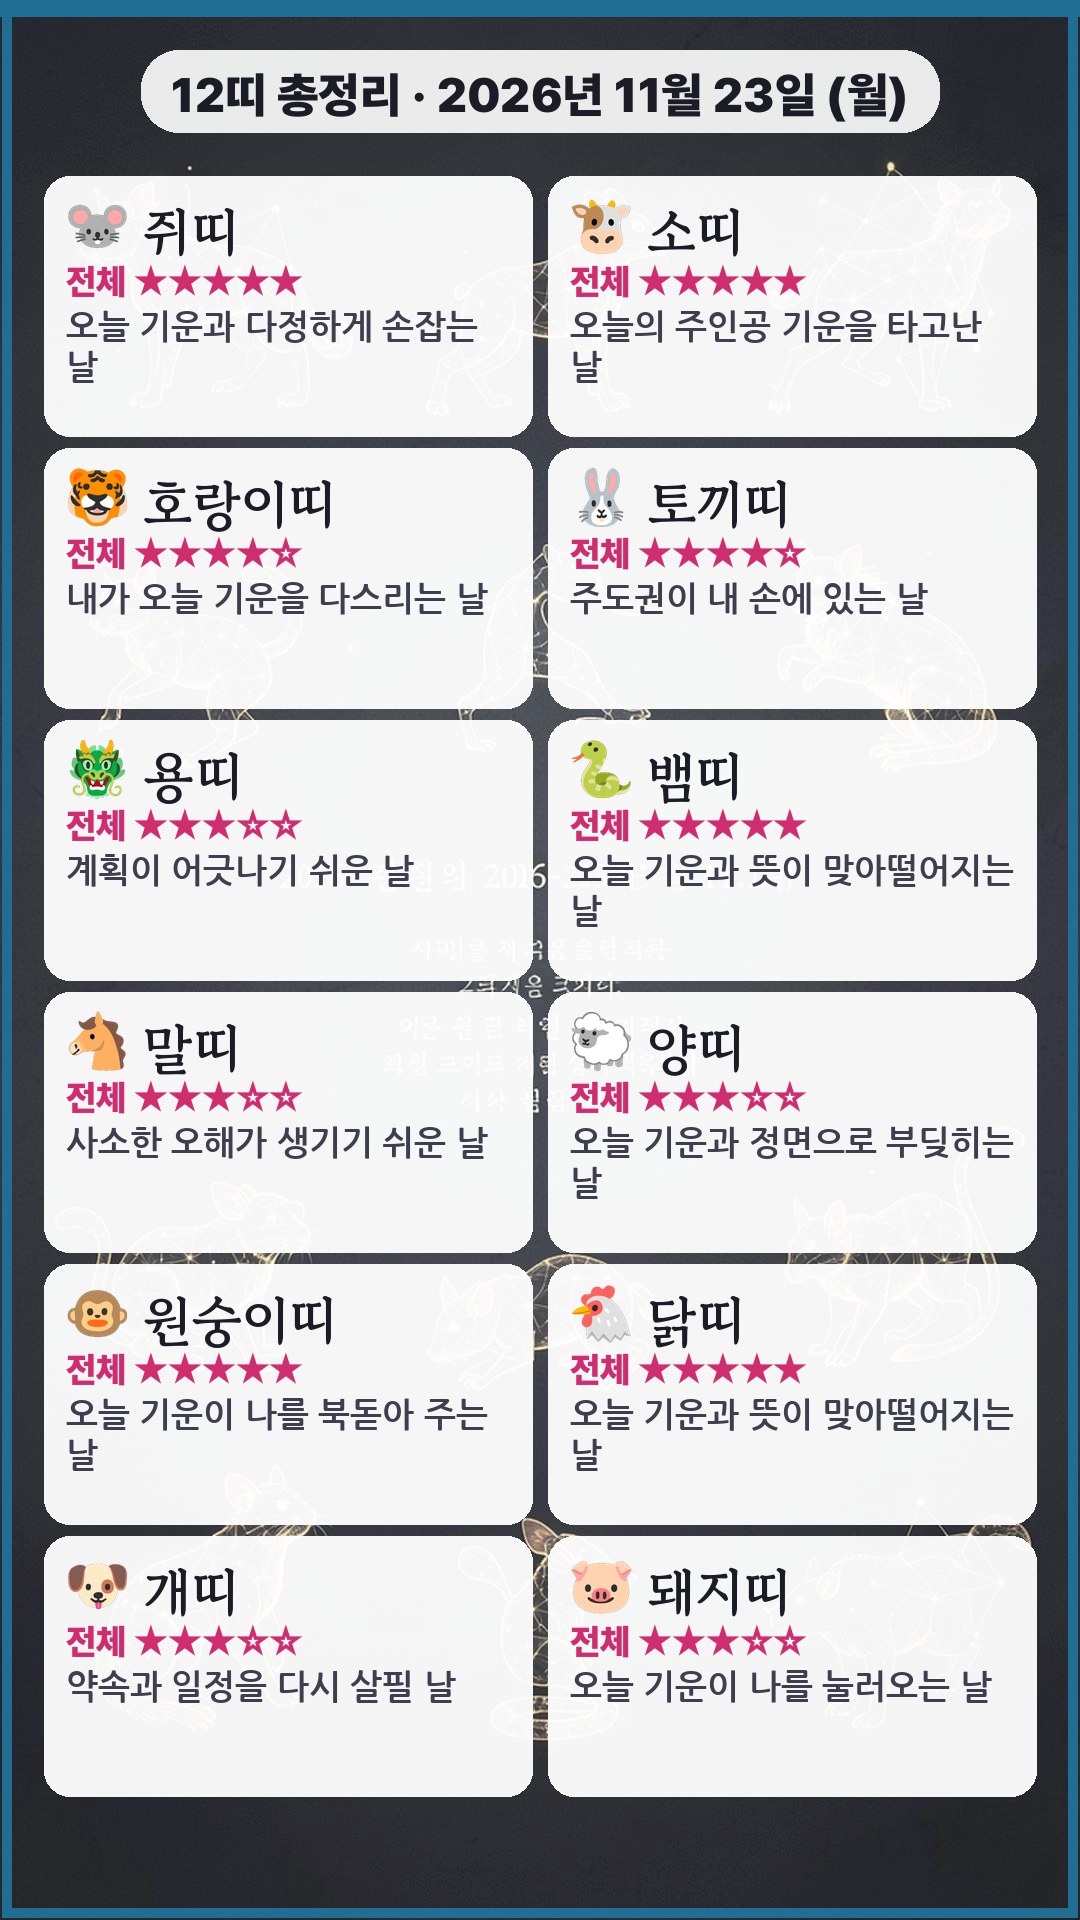 12띠 총정리 · 2026년 11월 23일 (월)
쥐띠
전체 ★★★★★
오늘 기운과 다정하게 손잡는
날
소띠
전체 ★★★★★
오늘의 주인공 기운을 타고난
날
호랑이띠
전체 ★★★★☆
내가 오늘 기운을 다스리는 날
토끼띠
전체 ★★★★☆
주도권이 내 손에 있는 날
용띠
전체 ★★★☆☆
계획이 어긋나기 쉬운 날
뱀띠
전체 ★★★★★
오늘 기운과 뜻이 맞아떨어지는
날
말띠
전체 ★★★☆☆
사소한 오해가 생기기 쉬운 날
양띠
전체 ★★★☆☆
오늘 기운과 정면으로 부딪히는
날
원숭이띠
전체 ★★★★★
오늘 기운이 나를 북돋아 주는
날
닭띠
전체 ★★★★★
오늘 기운과 뜻이 맞아떨어지는
날
개띠
전체 ★★★☆☆
약속과 일정을 다시 살필 날
돼지띠
전체 ★★★☆☆
오늘 기운이 나를 눌러오는 날